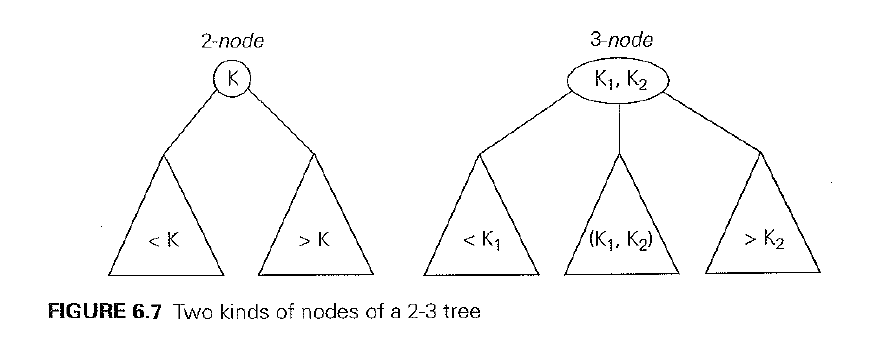 2-node 3-node
K K₁, K₂
< K > K < K₁ (K₁, K₂) > K₂
FIGURE 6.7 Two kinds of nodes of a 2-3 tree